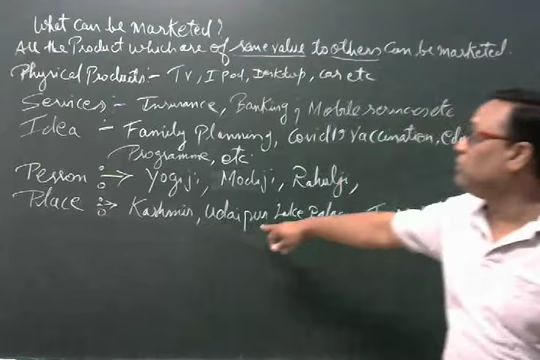 What can be marketed?
All the Product which are of some value to others can be marketed.
Physical Products:- TV, I Pod, Desktop, car etc
Services:- Insurance, Banking, Mobile services etc
Idea - Family Planning, Covid19 Vaccination,
Programme, etc
Person :→ Yogiji, Modiji, Rahulji,
Place :→ Kashmir, Udaipur Lake